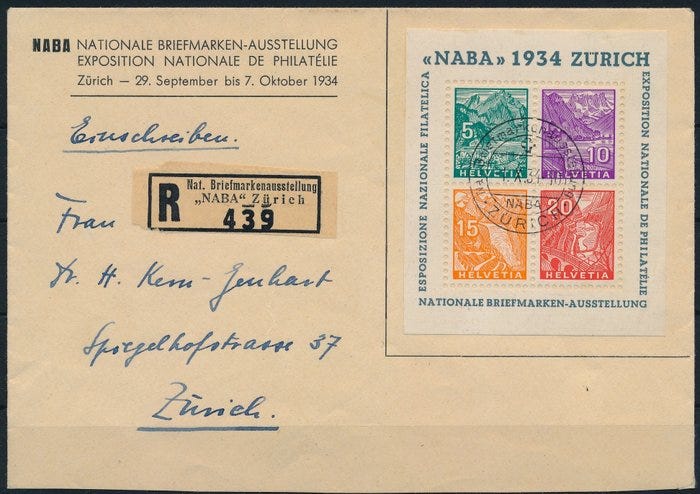 NABA NATIONALE BRIEFMARKEN-AUSSTELLUNG
EXPOSITION NATIONALE DE PHILATÉLIE
Zürich — 29. September bis 7. Oktober 1934
Einschreiben.
R
Nat. Briefmarkenausstellung
„NABA" Zürich
439
Frau
Dr. H. Kern-Jenhart
Spiegelhofstrasse 37
Zürich.
«NABA» 1934 ZÜRICH
ESPOSIZIONE NAZIONALE FILATELICA
EXPOSITION NATIONALE DE PHILATÉLIE
5
HELVETIA
10
HELVETIA
15
HELVETIA
20
HELVETIA
NABA
ZÜRICH
NATIONALE BRIEFMARKEN-AUSSTELLUNG